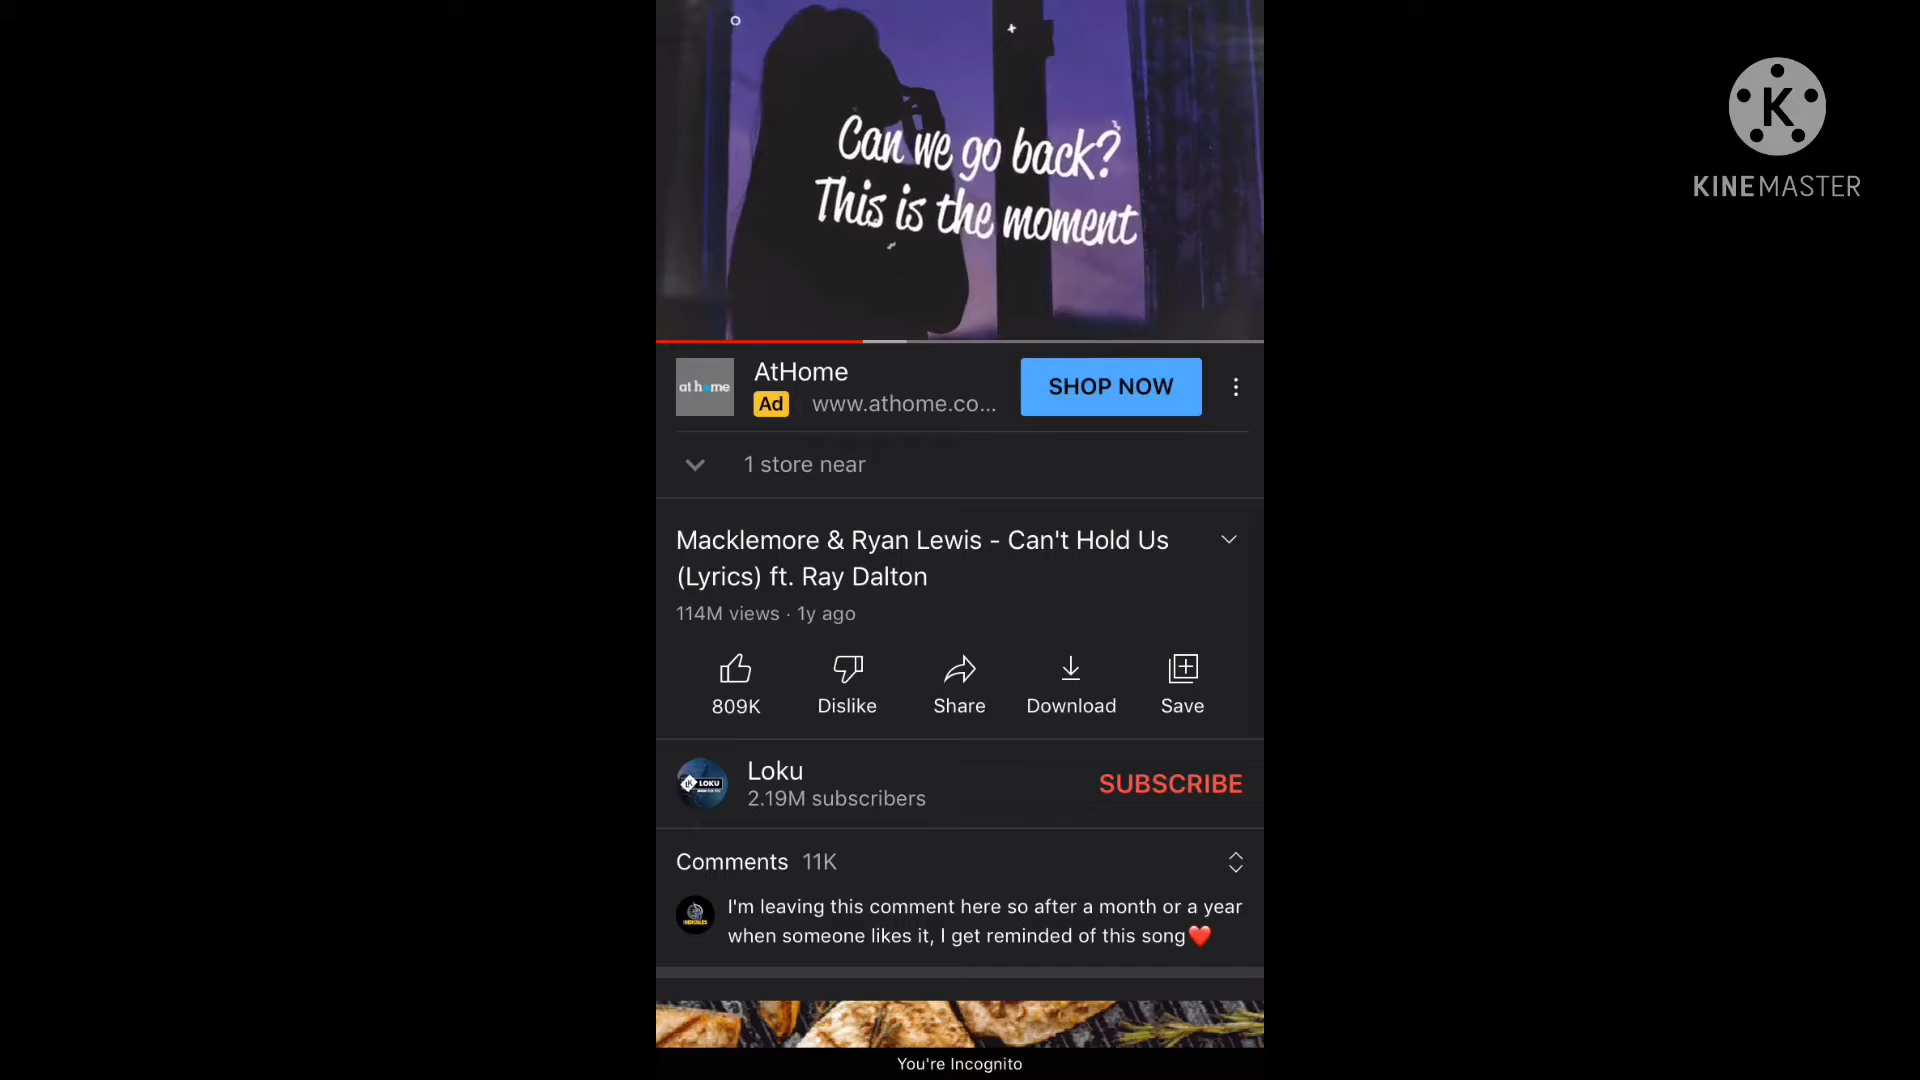 Can we go back?
This is the moment
K
KINEMASTER
at home
AtHome
SHOP NOW
Ad www.athome.co...
1 store near
Macklemore & Ryan Lewis - Can't Hold Us
(Lyrics) ft. Ray Dalton
114M views · 1y ago
809K Dislike Share Download Save
LOKU
Loku
2.19M subscribers
SUBSCRIBE
Comments 11K
I'm leaving this comment here so after a month or a year
when someone likes it, I get reminded of this song❤️
You're Incognito